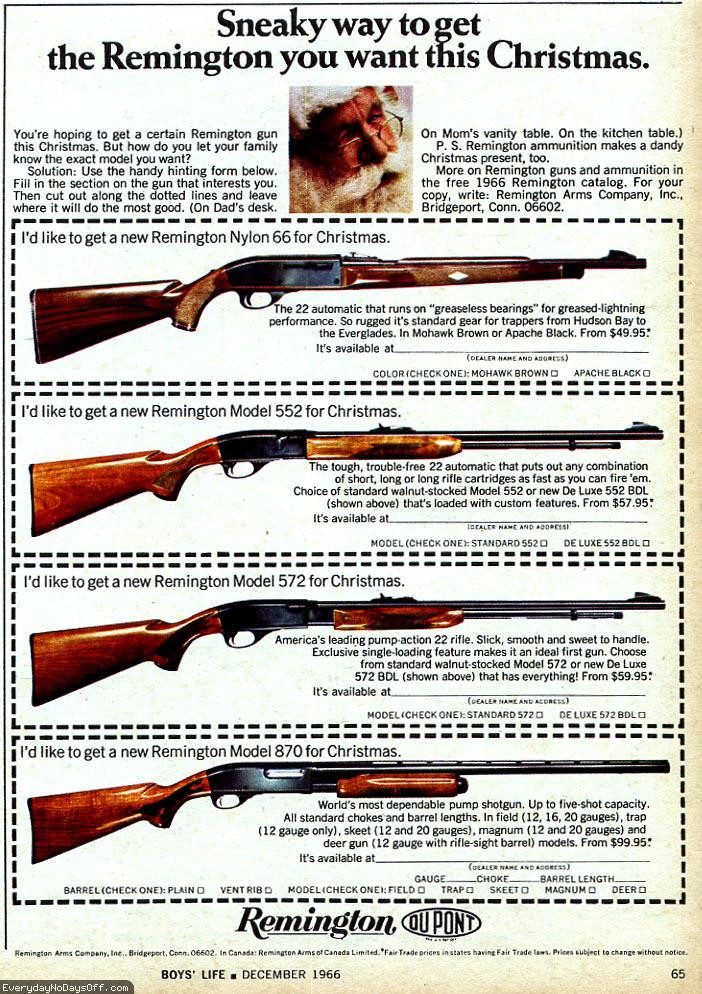 Sneaky way to get
the Remington you want this Christmas.
You're hoping to get a certain Remington gun
this Christmas. But how do you let your family
know the exact model you want?
Solution: Use the handy hinting form below.
Fill in the section on the gun that interests you.
Then cut out along the dotted lines and leave
where it will do the most good. (On Dad's desk.
On Mom's vanity table. On the kitchen table.)
P. S. Remington ammunition makes a dandy
Christmas present, too.
More on Remington guns and ammunition in
the free 1966 Remington catalog. For your
copy, write: Remington Arms Company, Inc.,
Bridgeport, Conn. 06602.
I'd like to get a new Remington Nylon 66 for Christmas.
The 22 automatic that runs on "greaseless bearings" for greased-lightning
performance. So rugged it's standard gear for trappers from Hudson Bay to
the Everglades. In Mohawk Brown or Apache Black. From $49.95*
It's available at
(DEALER NAME AND ADDRESS)
COLOR (CHECK ONE): MOHAWK BROWN □ APACHE BLACK □
I'd like to get a new Remington Model 552 for Christmas.
The tough, trouble-free 22 automatic that puts out any combination
of short, long or long rifle cartridges as fast as you can fire 'em.
Choice of standard walnut-stocked Model 552 or new De Luxe 552 BDL
(shown above) that's loaded with custom features. From $57.95*
It's available at
(DEALER NAME AND ADDRESS)
MODEL (CHECK ONE): STANDARD 552 □ DE LUXE 552 BDL □
I'd like to get a new Remington Model 572 for Christmas.
America's leading pump-action 22 rifle. Slick, smooth and sweet to handle.
Exclusive single-loading feature makes it an ideal first gun. Choose
from standard walnut-stocked Model 572 or new De Luxe
572 BDL (shown above) that has everything! From $59.95*
It's available at
(DEALER NAME AND ADDRESS)
MODEL (CHECK ONE): STANDARD 572 □ DE LUXE 572 BDL □
I'd like to get a new Remington Model 870 for Christmas.
World's most dependable pump shotgun. Up to five-shot capacity.
All standard chokes and barrel lengths. In field (12, 16, 20 gauges), trap
(12 gauge only), skeet (12 and 20 gauges), magnum (12 and 20 gauges) and
deer gun (12 gauge with rifle-sight barrel) models. From $99.95*
It's available at
(DEALER NAME AND ADDRESS)
GAUGE CHOKE BARREL LENGTH
BARREL (CHECK ONE): PLAIN □ VENT RIB □ MODEL (CHECK ONE): FIELD □ TRAP □ SKEET □ MAGNUM □ DEER □
Remington, DU PONT
Remington Arms Company, Inc., Bridgeport, Conn. 06602. In Canada: Remington Arms of Canada Limited. *Fair Trade prices in states having Fair Trade laws. Prices subject to change without notice.
BOYS' LIFE ■ DECEMBER 1966
65
EverydayNoDaysOff.com